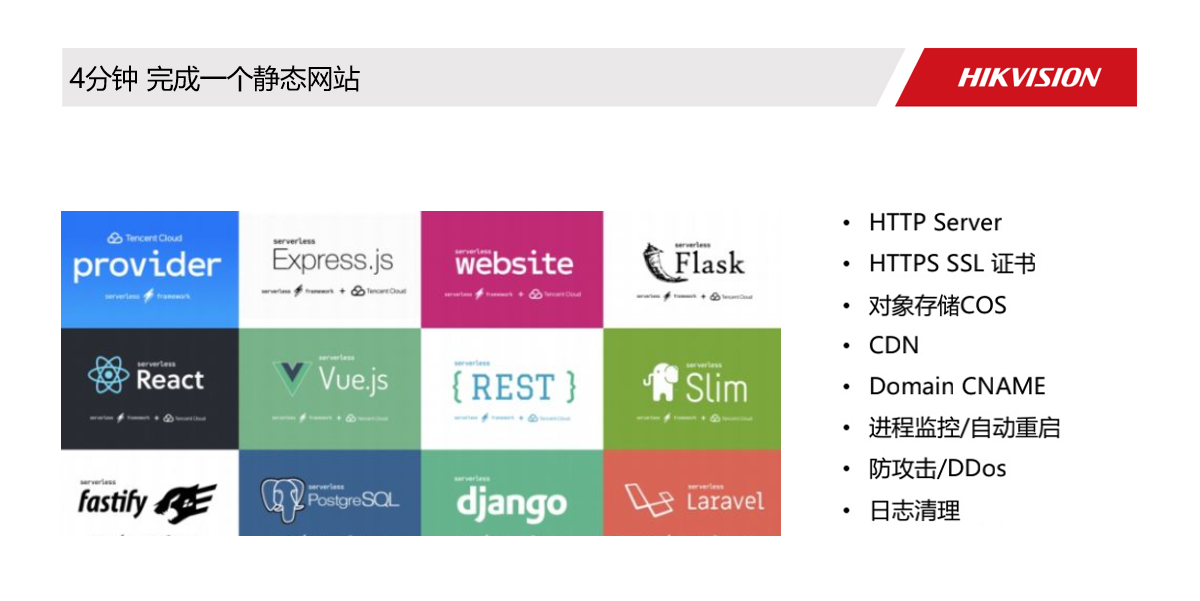 4分钟 完成一个静态网站
HIKVISION
Tencent Cloud
provider
serverless framework
serverless
Express.js
serverless framework + Tencent Cloud
serverless
website
serverless framework + Tencent Cloud
serverless
Flask
serverless framework + Tencent Cloud
serverless
React
serverless framework + Tencent Cloud
serverless
Vue.js
serverless framework + Tencent Cloud
serverless
{ REST }
serverless framework + Tencent Cloud
serverless
Slim
serverless framework + Tencent Cloud
serverless
fastify
serverless
PostgreSQL
serverless
django
serverless
Laravel
• HTTP Server
• HTTPS SSL 证书
• 对象存储COS
• CDN
• Domain CNAME
• 进程监控/自动重启
• 防攻击/DDos
• 日志清理